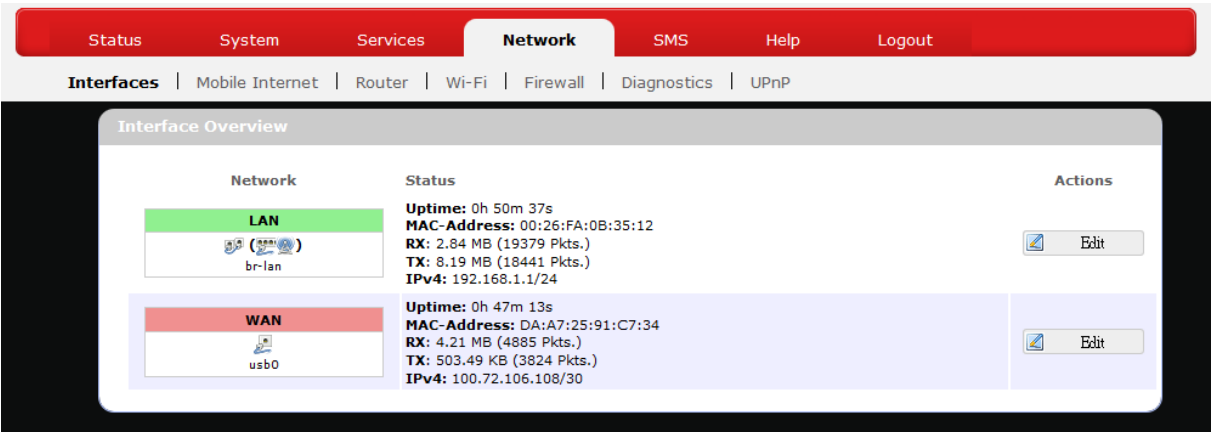 Status System Services Network SMS Help Logout
Interfaces | Mobile Internet | Router | Wi-Fi | Firewall | Diagnostics | UPnP
Interface Overview
Network Status Actions
LAN
( )
br-lan
Uptime: 0h 50m 37s
MAC-Address: 00:26:FA:0B:35:12
RX: 2.84 MB (19379 Pkts.)
TX: 8.19 MB (18441 Pkts.)
IPv4: 192.168.1.1/24
Edit
WAN
usb0
Uptime: 0h 47m 13s
MAC-Address: DA:A7:25:91:C7:34
RX: 4.21 MB (4885 Pkts.)
TX: 503.49 KB (3824 Pkts.)
IPv4: 100.72.106.108/30
Edit